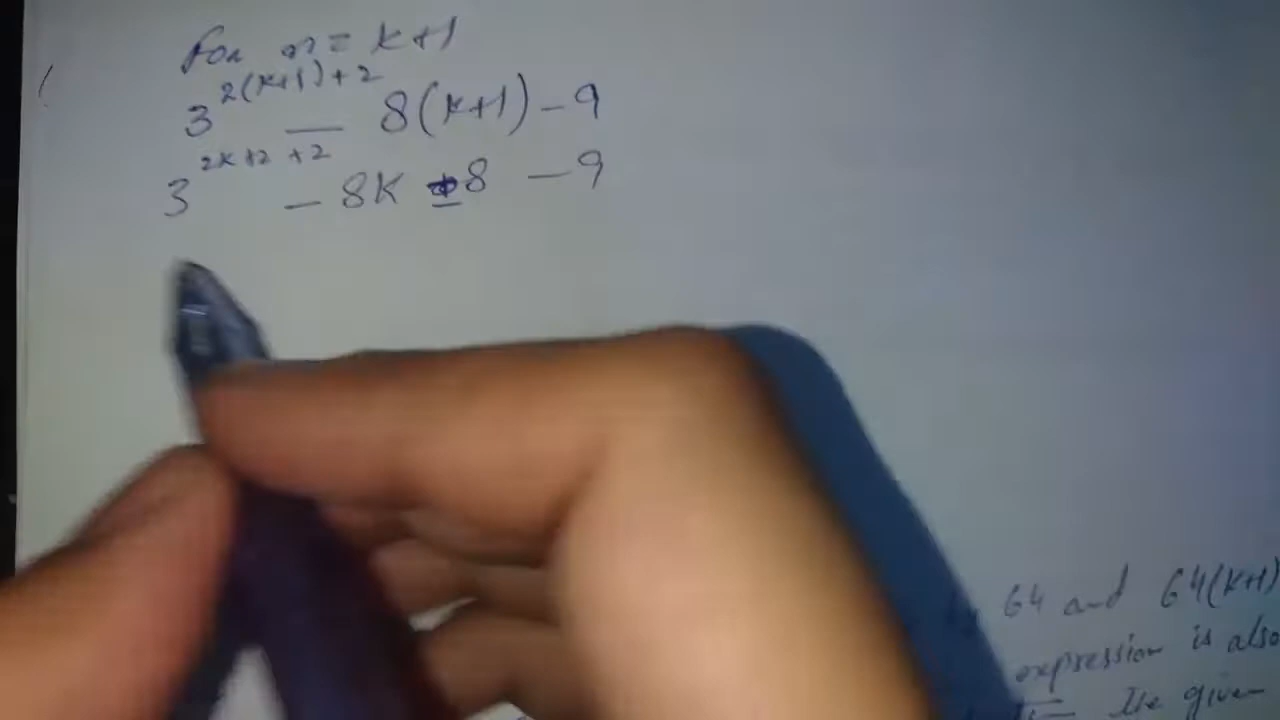 For n = k+1
3^{2(k+1)+2} - 8(k+1) - 9
3^{2k+2+2} - 8k - 8 - 9
64 and 64(k+1)
expression is also
the given